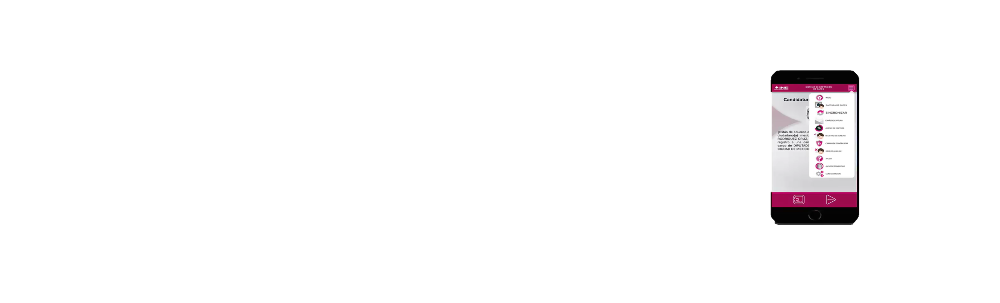 INE
SISTEMA DE CAPTACIÓN
DE DATOS
Candidatur
INICIO
CAPTURA DE DATOS
SINCRONIZAR
ENVÍO DE CAPTURA
AVANCE DE CAPTURA
REGISTRO DE AUXILIAR
CAMBIO DE CONTRASEÑA
BAJA DE AUXILIAR
AYUDA
AVISO DE PRIVACIDAD
CONFIGURACIÓN
¿Estás de acuerdo e
ciudadano(a) mexic
RODRIGUEZ CRUZ,
registro a una can
cargo de DIPUTADO
CIUDAD DE MEXICO